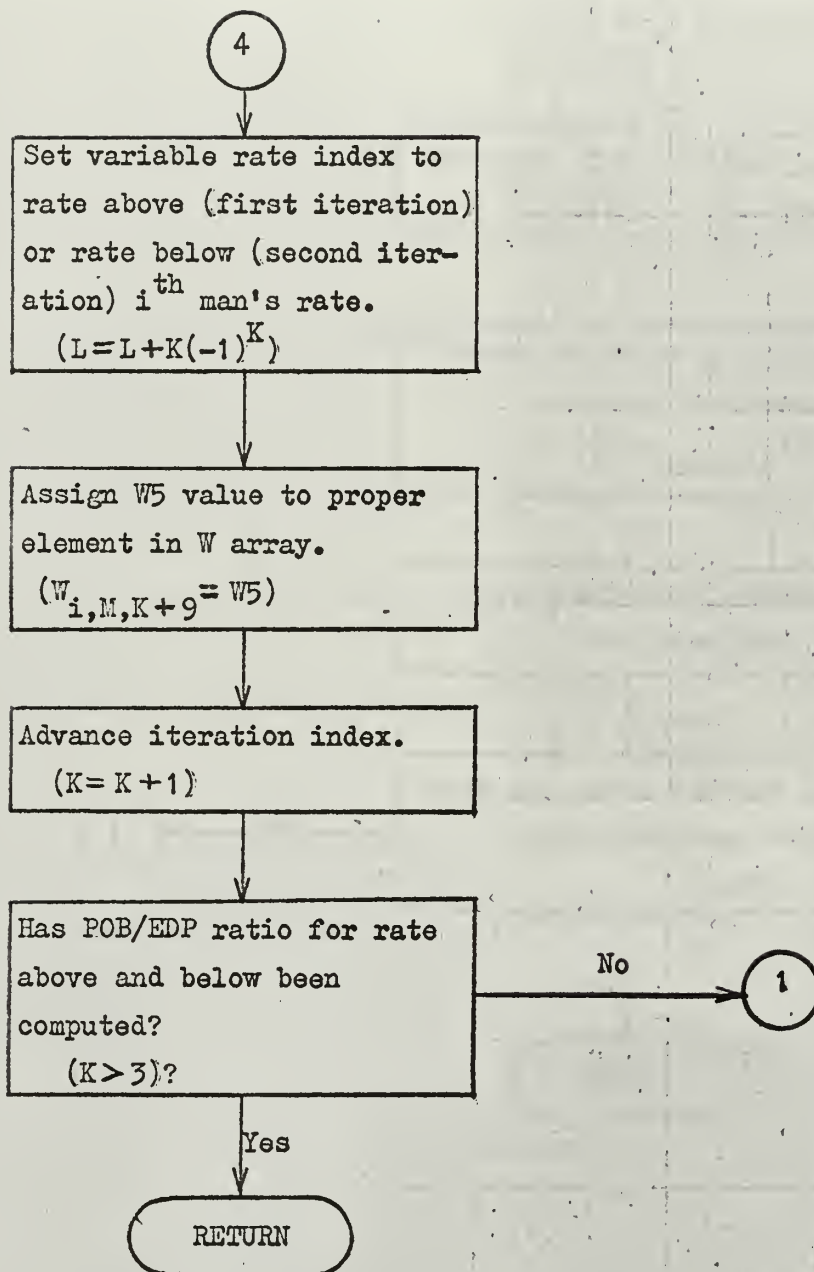 4
Set variable rate index to
rate above (first iteration)
or rate below (second iter-
ation) i^th man's rate.
(L=L+K(-1)^K)
Assign W5 value to proper
element in W array.
(W_i,M,K+9 = W5)
Advance iteration index.
(K=K+1)
Has POB/EDP ratio for rate
above and below been
computed?
(K>3)?
No
1
Yes
RETURN